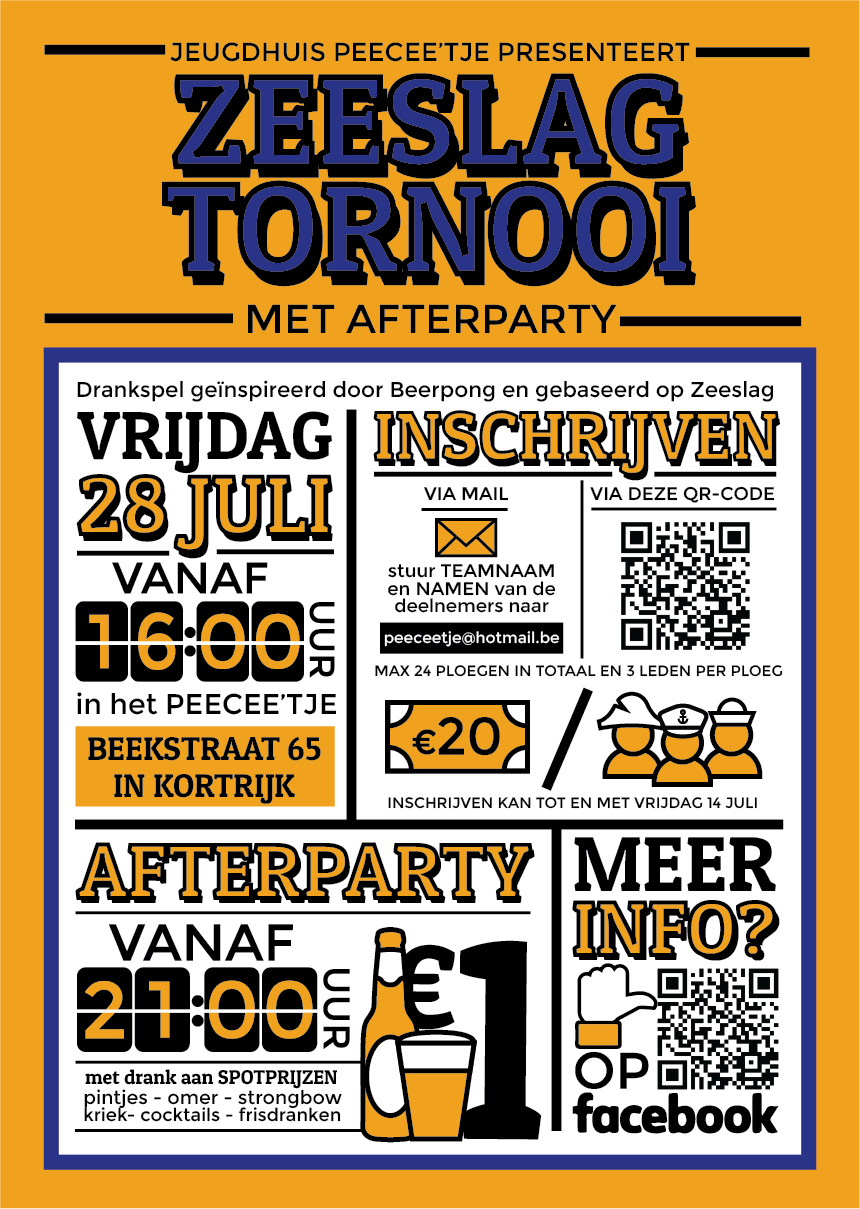 JEUGDHUIS PEECEE'TJE PRESENTEERT
ZEESLAG
TORNOOI
MET AFTERPARTY
Drankspel geïnspireerd door Beerpong en gebaseerd op Zeeslag
VRIJDAG
28 JULI
VANAF
16:00 UUR
in het PEECEE'TJE
BEEKSTRAAT 65
IN KORTRIJK
INSCHRIJVEN
VIA MAIL
stuur TEAMNAAM
en NAMEN van de
deelnemers naar
peeceetje@hotmail.be
VIA DEZE QR-CODE
MAX 24 PLOEGEN IN TOTAAL EN 3 LEDEN PER PLOEG
€20 /
INSCHRIJVEN KAN TOT EN MET VRIJDAG 14 JULI
AFTERPARTY
VANAF
21:00 UUR
met drank aan SPOTPRIJZEN
pintjes - omer - strongbow
kriek- cocktails - frisdranken
€1
MEER
INFO?
OP
facebook